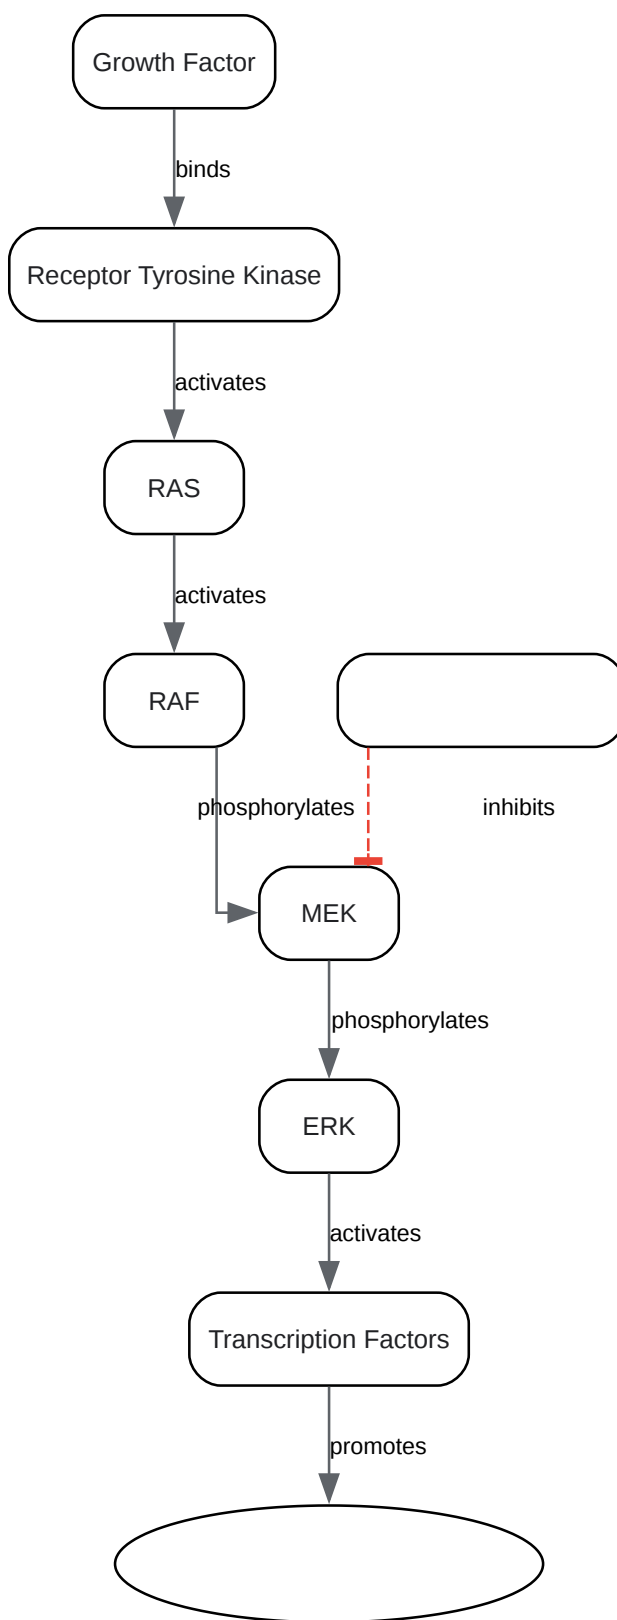 Growth Factor
binds
Receptor Tyrosine Kinase
activates
RAS
activates
RAF
phosphorylates
inhibits
MEK
phosphorylates
ERK
activates
Transcription Factors
promotes